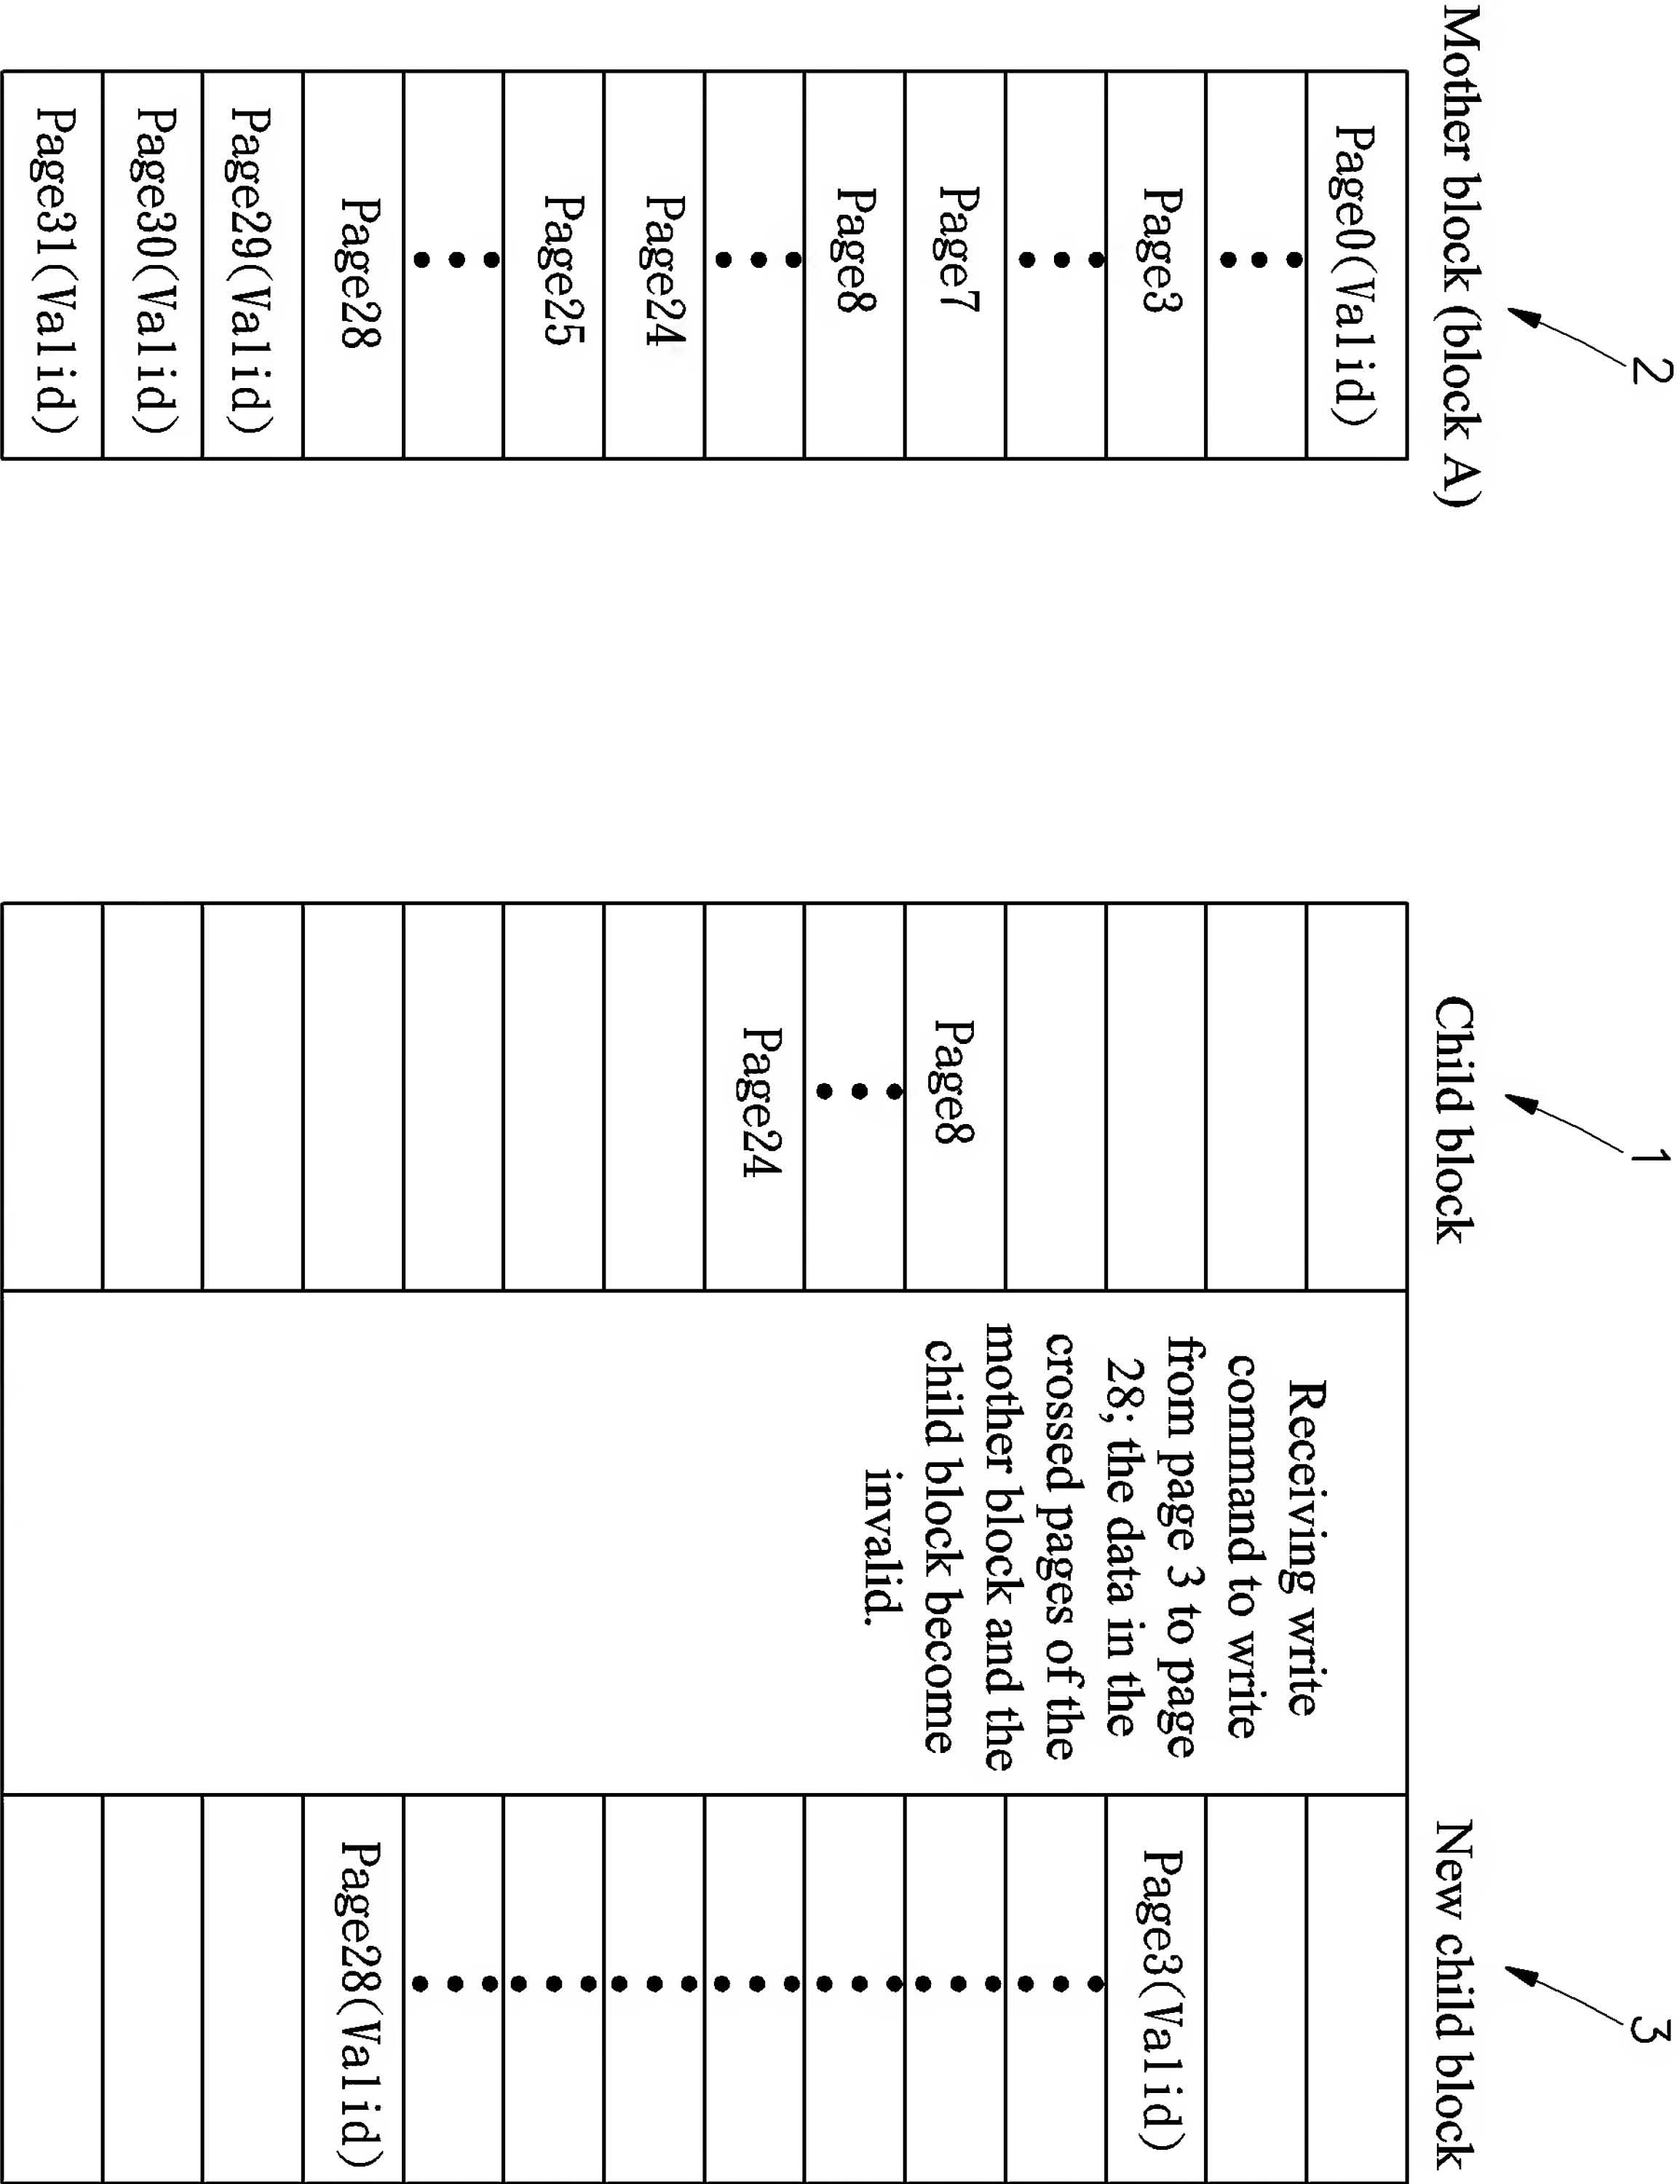 2
Mother block (block A)
Page0(Valid)
•••
Page3
•••
Page7
Page8
•••
Page24
Page25
•••
Page28
Page29(Valid)
Page30(Valid)
Page31(Valid)
1
Child block
Page8
•••
Page24
Receiving write
command to write
from page 3 to page
28; the data in the
crossed pages of the
mother block and the
child block become
invalid.
3
New child block
Page3(Valid)
•••
•••
•••
•••
•••
•••
•••
Page28(Valid)